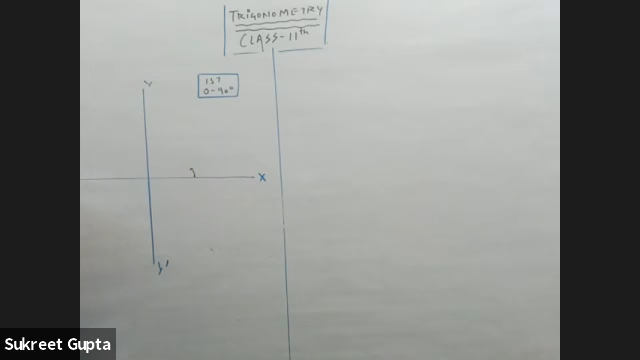 TRIGONOMETRY
CLASS-11th
Y
1ST
0-90°
X
y'
Sukreet Gupta